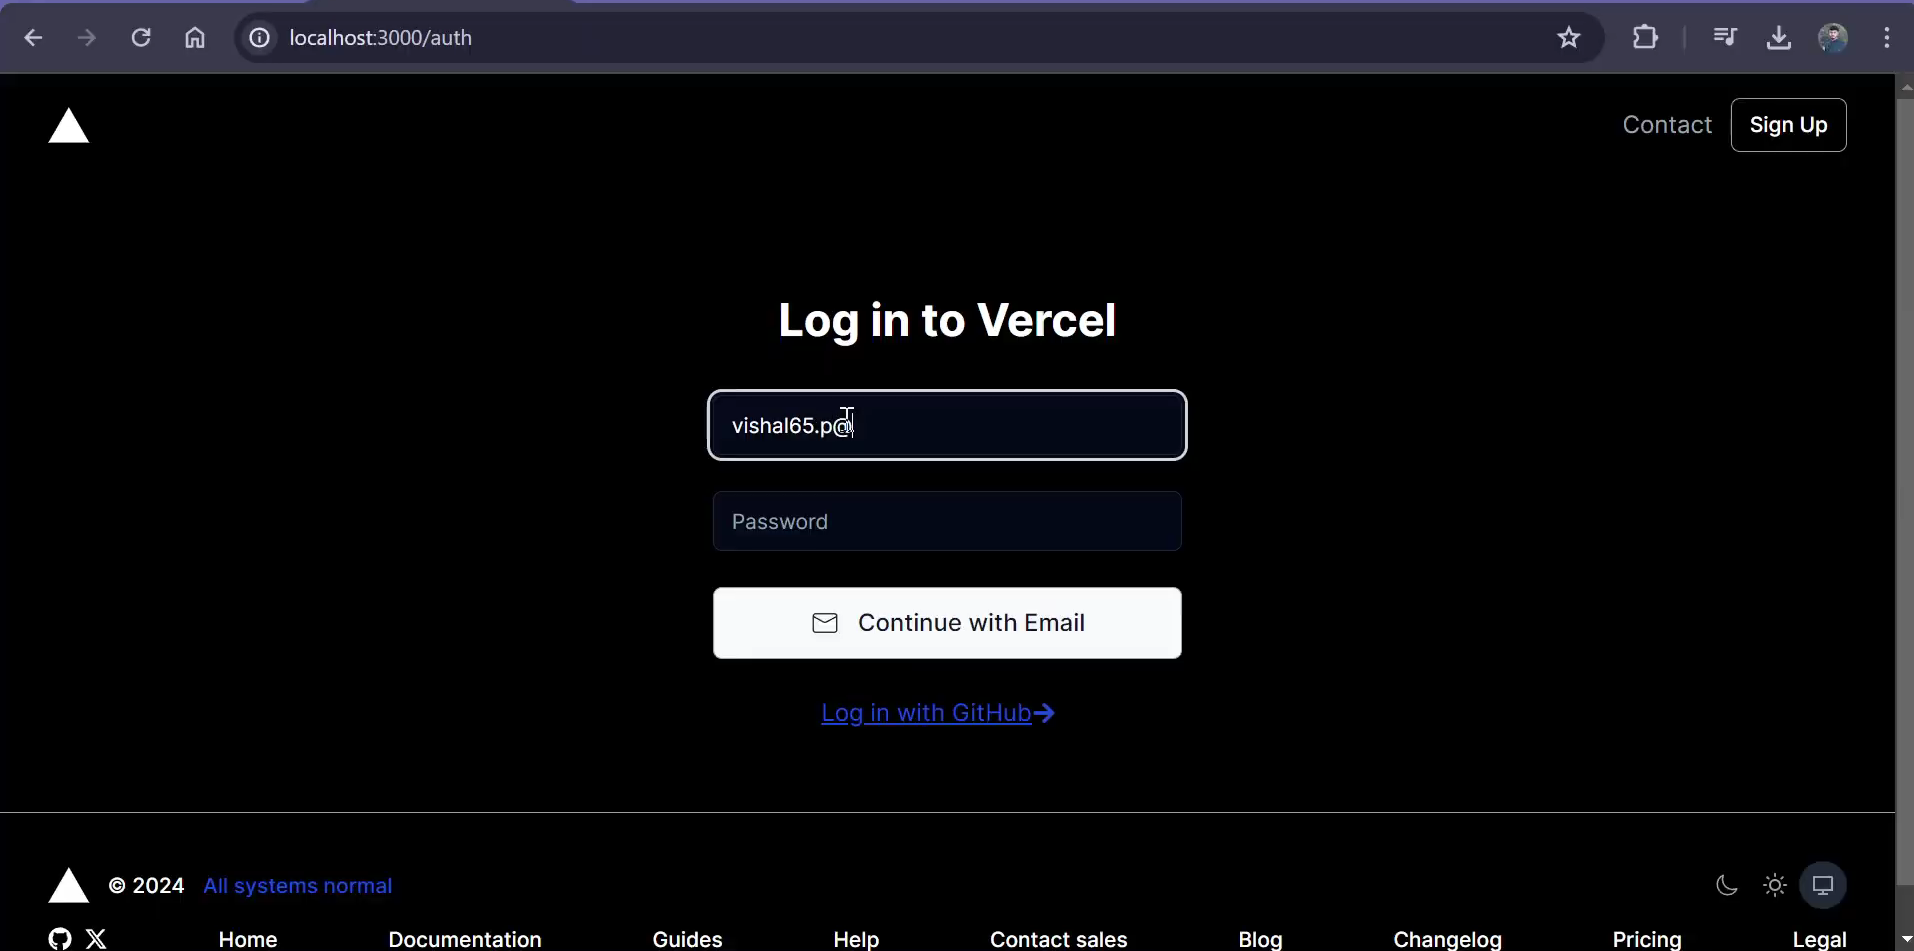 localhost:3000/auth
Contact
Sign Up
Log in to Vercel
vishal65.p@
Password
Continue with Email
Log in with GitHub
© 2024 All systems normal
Home Documentation Guides Help Contact sales Blog Changelog Pricing Legal